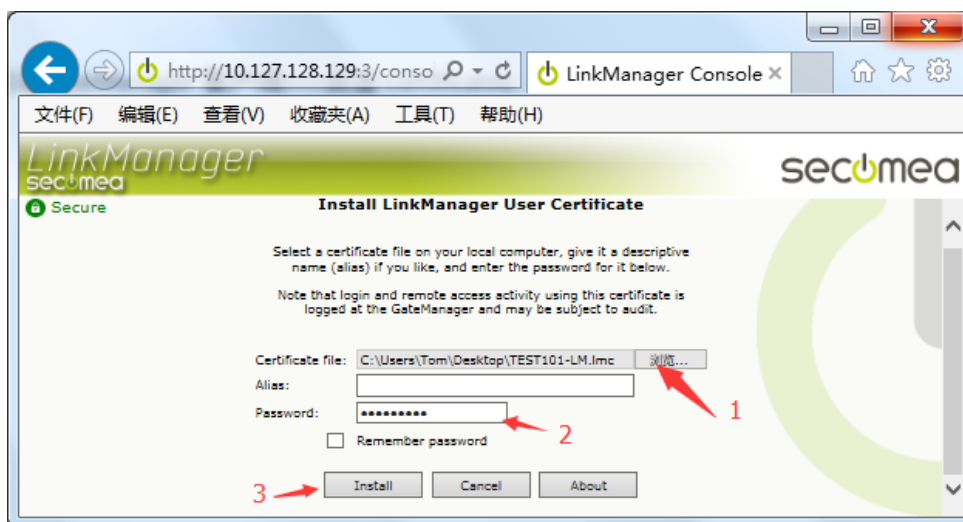 X
http://10.127.128.129:3/conso
LinkManager Console ×
文件(F) 编辑(E) 查看(V) 收藏夹(A) 工具(T) 帮助(H)
LinkManager
secomea
secomea
Secure
Install LinkManager User Certificate
Select a certificate file on your local computer, give it a descriptive
name (alias) if you like, and enter the password for it below.
Note that login and remote access activity using this certificate is
logged at the GateManager and may be subject to audit.
Certificate file: C:\Users\Tom\Desktop\TEST101-LM.lmc 浏览...
1
Alias:
Password: •••••••••
2
Remember password
3
Install Cancel About